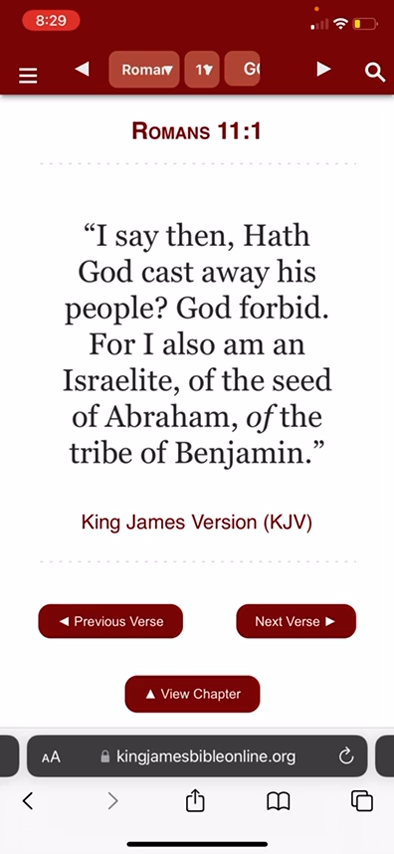 8:29
Roman
11
GO
ROMANS 11:1
“I say then, Hath
God cast away his
people? God forbid.
For I also am an
Israelite, of the seed
of Abraham, of the
tribe of Benjamin.”
King James Version (KJV)
◄ Previous Verse
Next Verse ►
▲ View Chapter
AA
kingjamesbibleonline.org